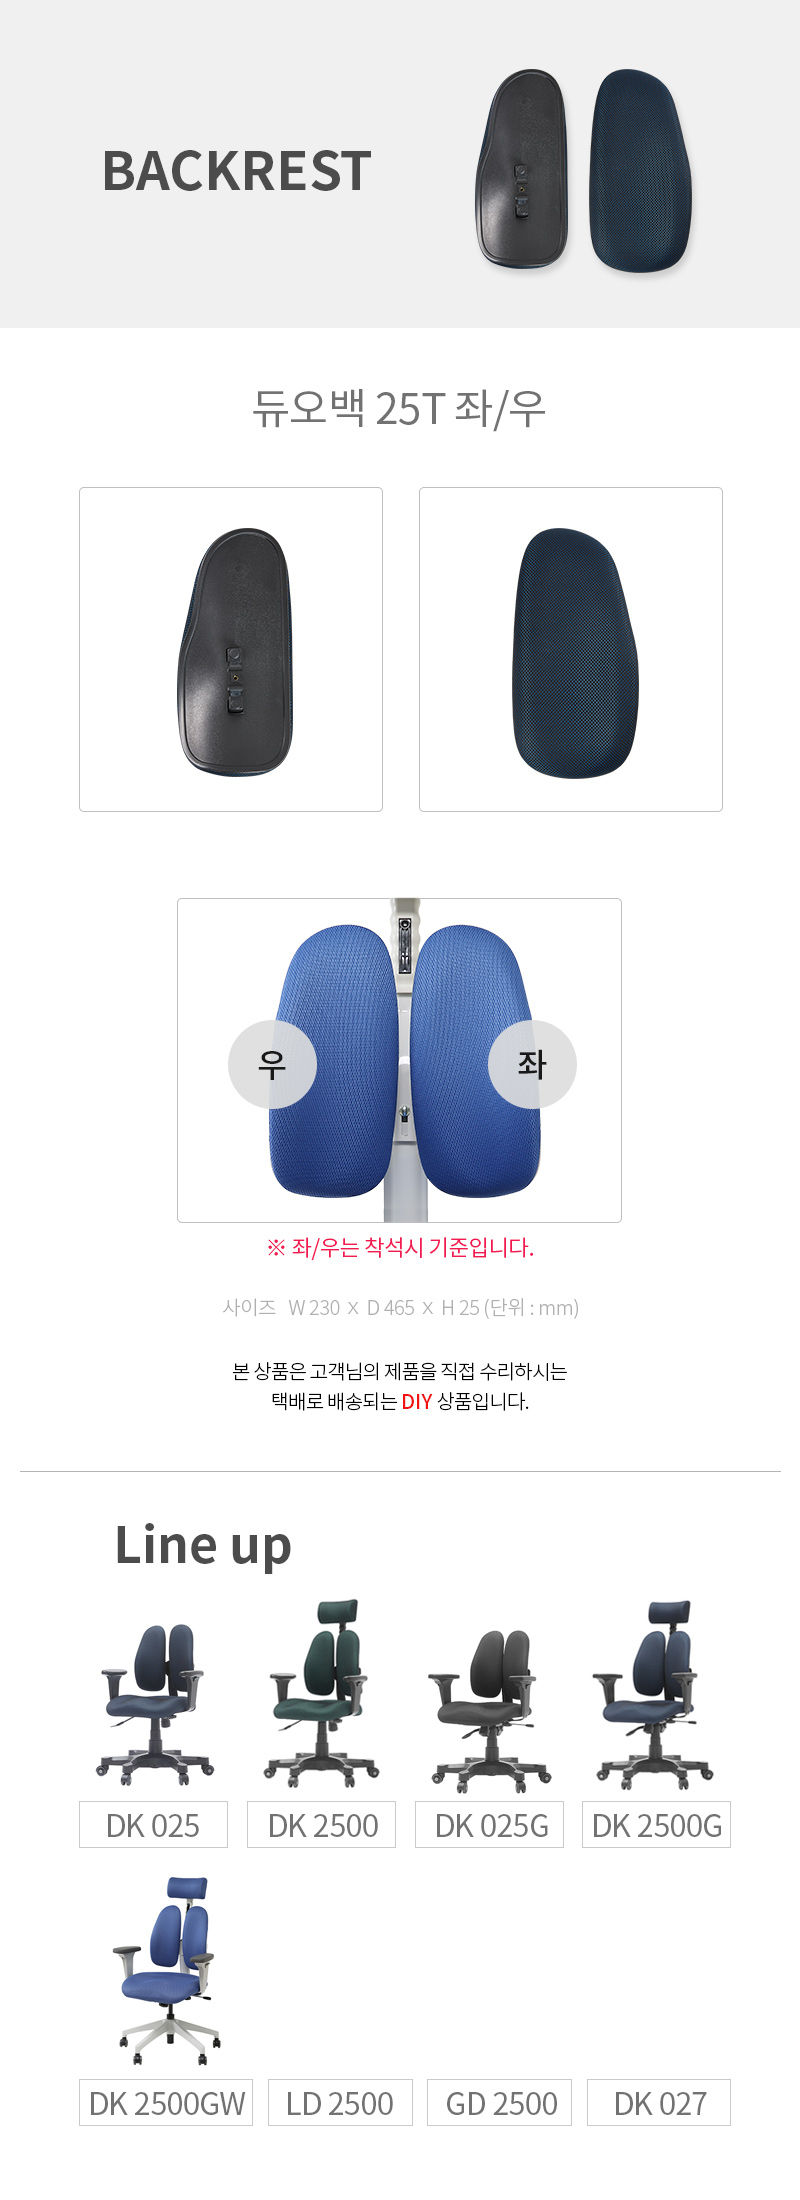 BACKREST
듀오백 25T 좌/우
우
좌
※ 좌/우는 착석시 기준입니다.
사이즈 W 230 × D 465 × H 25 (단위 : mm)
본 상품은 고객님의 제품을 직접 수리하시는
택배로 배송되는 DIY 상품입니다.
Line up
DK 025
DK 2500
DK 025G
DK 2500G
DK 2500GW
LD 2500
GD 2500
DK 027